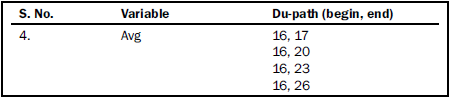 S. No. Variable Du-path (begin, end)
4. Avg 16, 17
16, 20
16, 23
16, 26